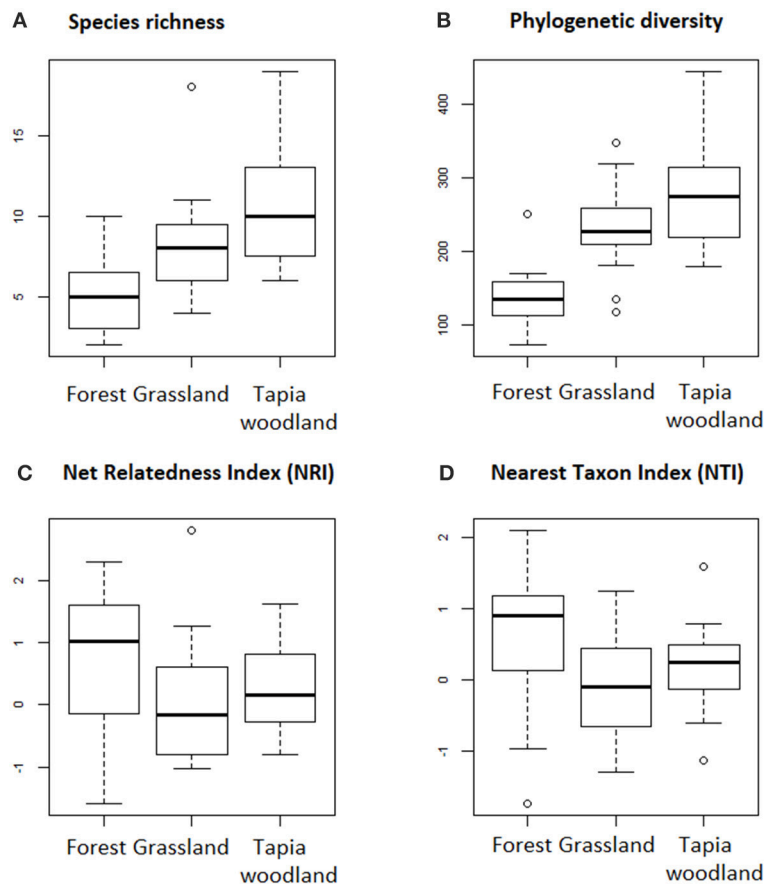 A Species richness
15
10
5
Forest Grassland Tapia
woodland
B Phylogenetic diversity
400
300
200
100
Forest Grassland Tapia
woodland
C Net Relatedness Index (NRI)
2
1
0
-1
Forest Grassland Tapia
woodland
D Nearest Taxon Index (NTI)
2
1
0
-1
Forest Grassland Tapia
woodland